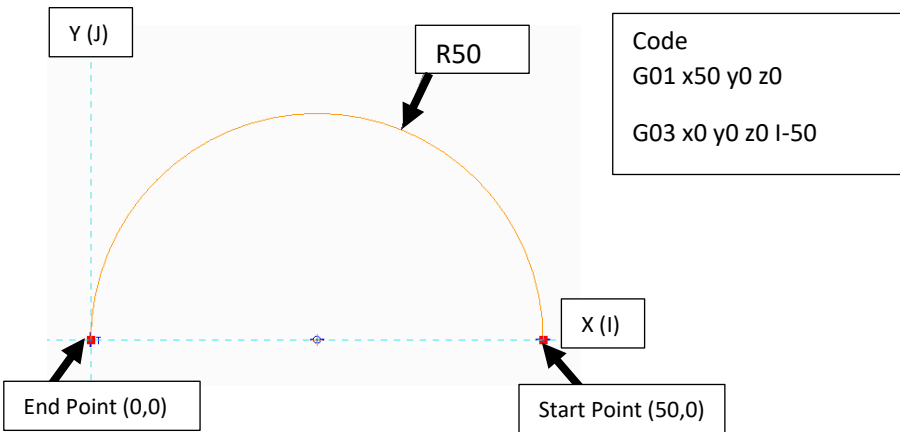 Y (J)
R50
Code
G01 x50 y0 z0
G03 x0 y0 z0 I-50
X (I)
End Point (0,0)
Start Point (50,0)